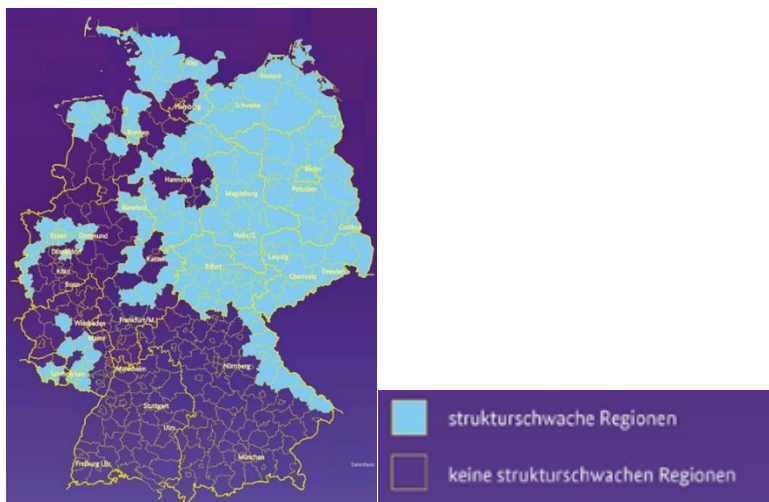 Kiel
Rostock
Hamburg
Schwerin
Bremen
Berlin
Hannover
Potsdam
Magdeburg
Bielefeld
Cottbus
Essen
Dortmund
Halle/S.
Düsseldorf
Leipzig
Kassel
Köln
Erfurt
Dresden
Chemnitz
Bonn
Frankfurt/M.
Wiesbaden
Mainz
Saarbrücken
Mannheim
Nürnberg
Stuttgart
Ulm
München
Freiburg i.Br.
Datenbasis
strukturschwache Regionen
keine strukturschwachen Regionen